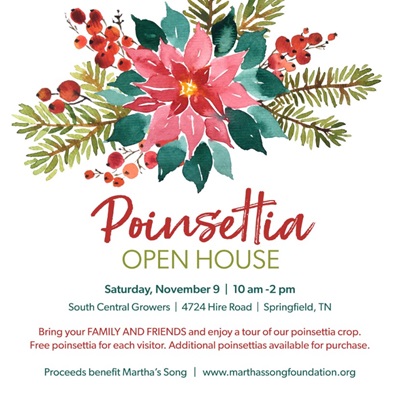 Poinsettia
OPEN HOUSE
Saturday, November 9 | 10 am -2 pm
South Central Growers | 4724 Hire Road | Springfield, TN
Bring your FAMILY AND FRIENDS and enjoy a tour of our poinsettia crop.
Free poinsettia for each visitor. Additional poinsettias available for purchase.
Proceeds benefit Martha's Song | www.marthassongfoundation.org